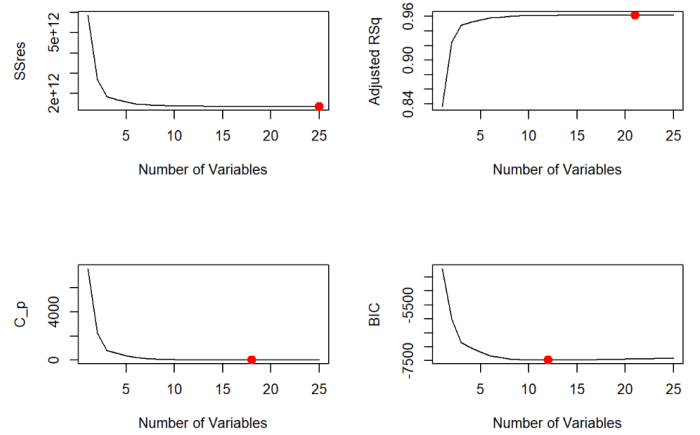 SSres
5e+12
2e+12
5 10 15 20 25
Number of Variables
Adjusted RSq
0.96
0.90
0.84
5 10 15 20 25
Number of Variables
C_p
4000
0
5 10 15 20 25
Number of Variables
BIC
-5500
-7500
5 10 15 20 25
Number of Variables